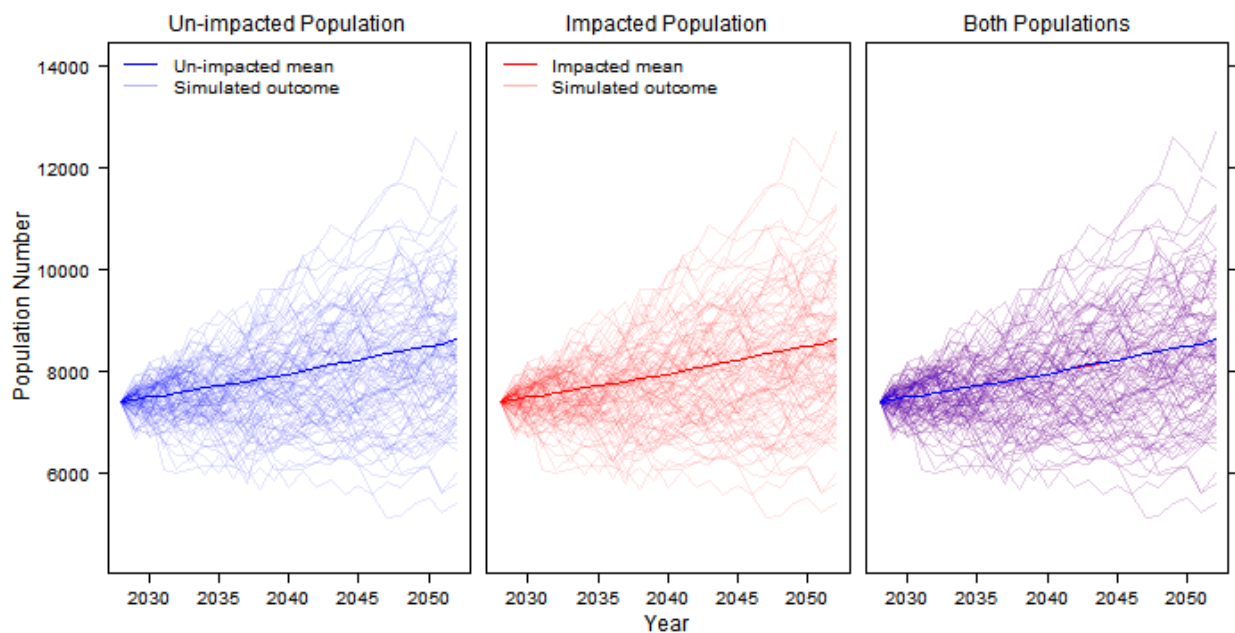 Un-impacted Population
Impacted Population
Both Populations
Un-impacted mean
Simulated outcome
Impacted mean
Simulated outcome
14000
12000
10000
8000
6000
Population Number
2030 2035 2040 2045 2050
2030 2035 2040 2045 2050
2030 2035 2040 2045 2050
Year